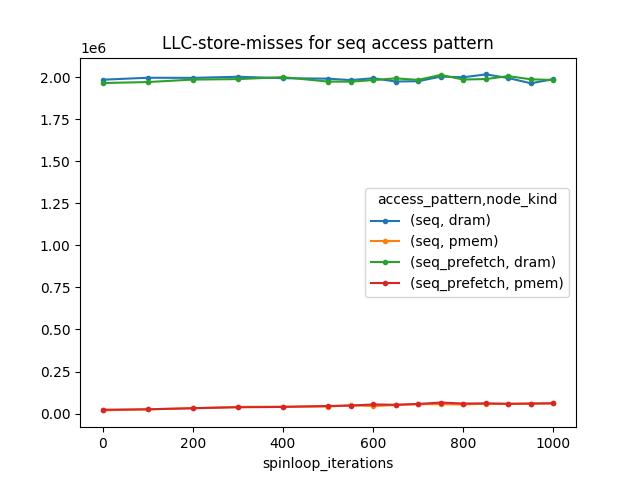 LLC-store-misses for seq access pattern
1e6
2.00
1.75
1.50
1.25
1.00
0.75
0.50
0.25
0.00
access_pattern,node_kind
(seq, dram)
(seq, pmem)
(seq_prefetch, dram)
(seq_prefetch, pmem)
0 200 400 600 800 1000
spinloop_iterations